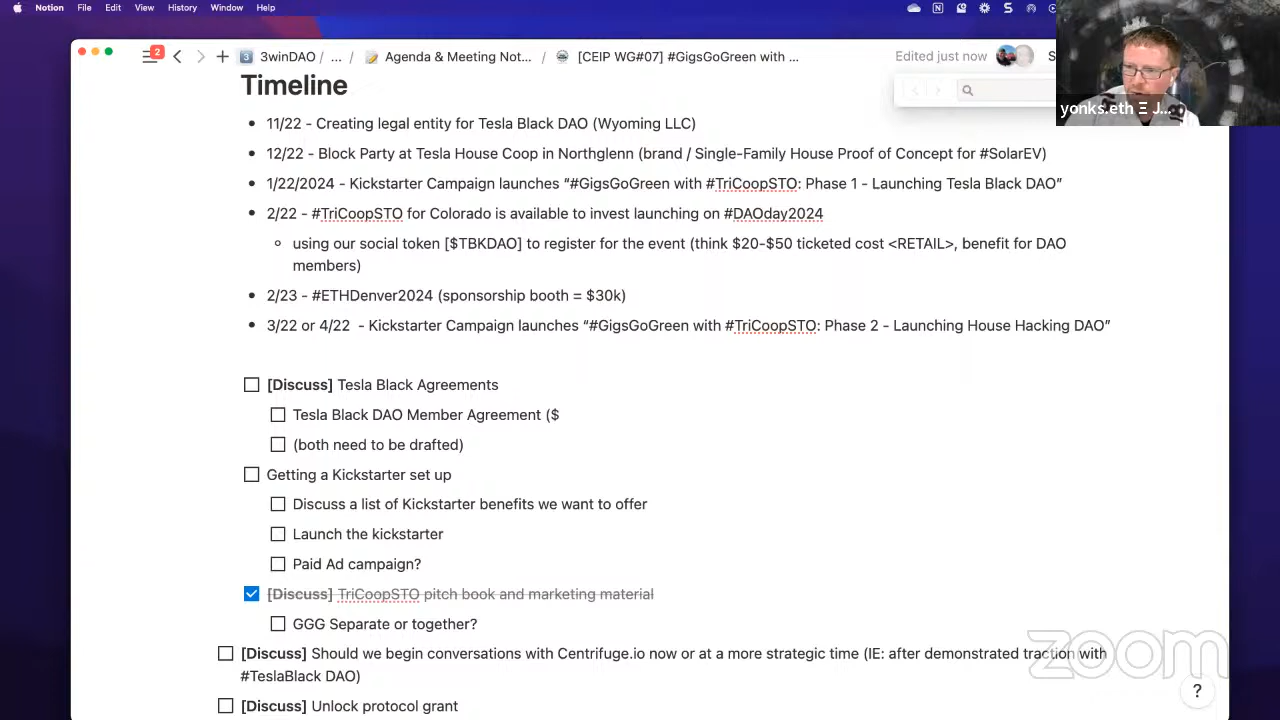 Notion File Edit View History Window Help
2 3winDAO / ... / Agenda & Meeting Not... / [CEIP WG#07] #GigsGoGreen with ... Edited just now S
yonks.eth Ξ J...
Timeline
11/22 - Creating legal entity for Tesla Black DAO (Wyoming LLC)
12/22 - Block Party at Tesla House Coop in Northglenn (brand / Single-Family House Proof of Concept for #SolarEV)
1/22/2024 - Kickstarter Campaign launches “#GigsGoGreen with #TriCoopSTO: Phase 1 - Launching Tesla Black DAO”
2/22 - #TriCoopSTO for Colorado is available to invest launching on #DAOday2024
using our social token [$TBKDAO] to register for the event (think $20-$50 ticketed cost <RETAIL>, benefit for DAO
members)
2/23 - #ETHDenver2024 (sponsorship booth = $30k)
3/22 or 4/22 - Kickstarter Campaign launches “#GigsGoGreen with #TriCoopSTO: Phase 2 - Launching House Hacking DAO”
[Discuss] Tesla Black Agreements
Tesla Black DAO Member Agreement ($
(both need to be drafted)
Getting a Kickstarter set up
Discuss a list of Kickstarter benefits we want to offer
Launch the kickstarter
Paid Ad campaign?
[Discuss] TriCoopSTO pitch book and marketing material
GGG Separate or together?
[Discuss] Should we begin conversations with Centrifuge.io now or at a more strategic time (IE: after demonstrated traction with
#TeslaBlack DAO)
[Discuss] Unlock protocol grant
zoom
?